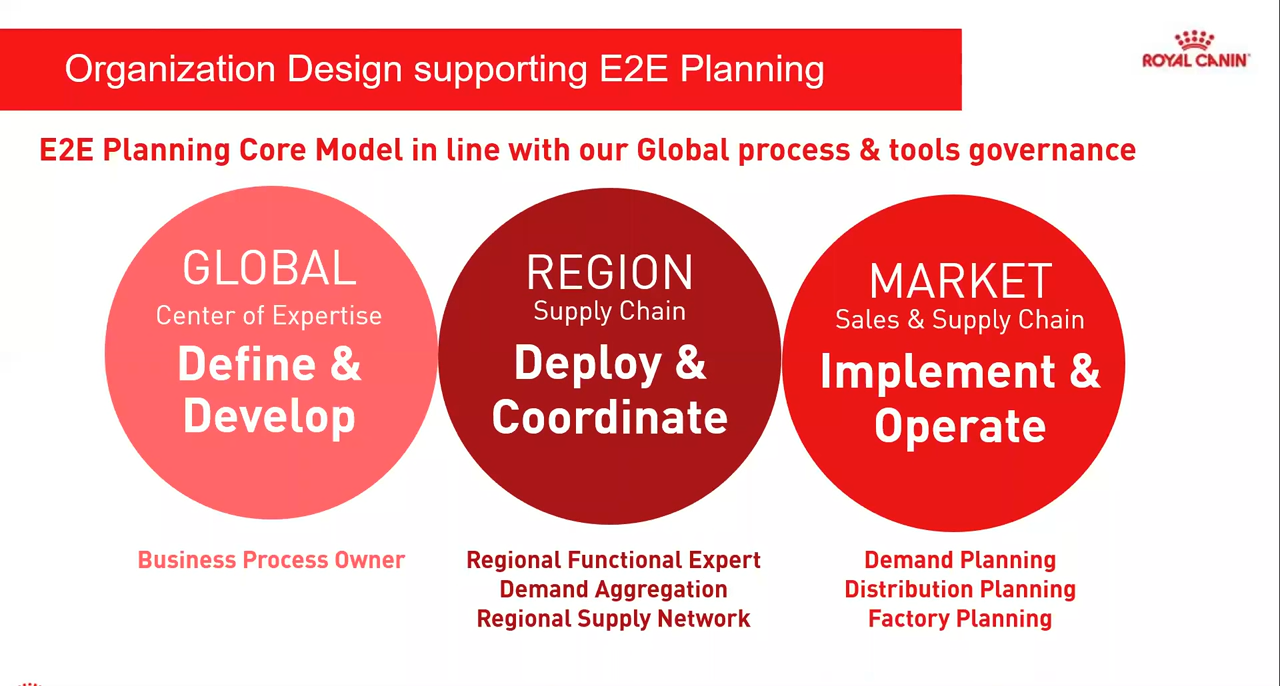 Organization Design supporting E2E Planning
ROYAL CANIN®
E2E Planning Core Model in line with our Global process & tools governance
GLOBAL
Center of Expertise
Define &
Develop
REGION
Supply Chain
Deploy &
Coordinate
MARKET
Sales & Supply Chain
Implement &
Operate
Business Process Owner
Regional Functional Expert
Demand Aggregation
Regional Supply Network
Demand Planning
Distribution Planning
Factory Planning